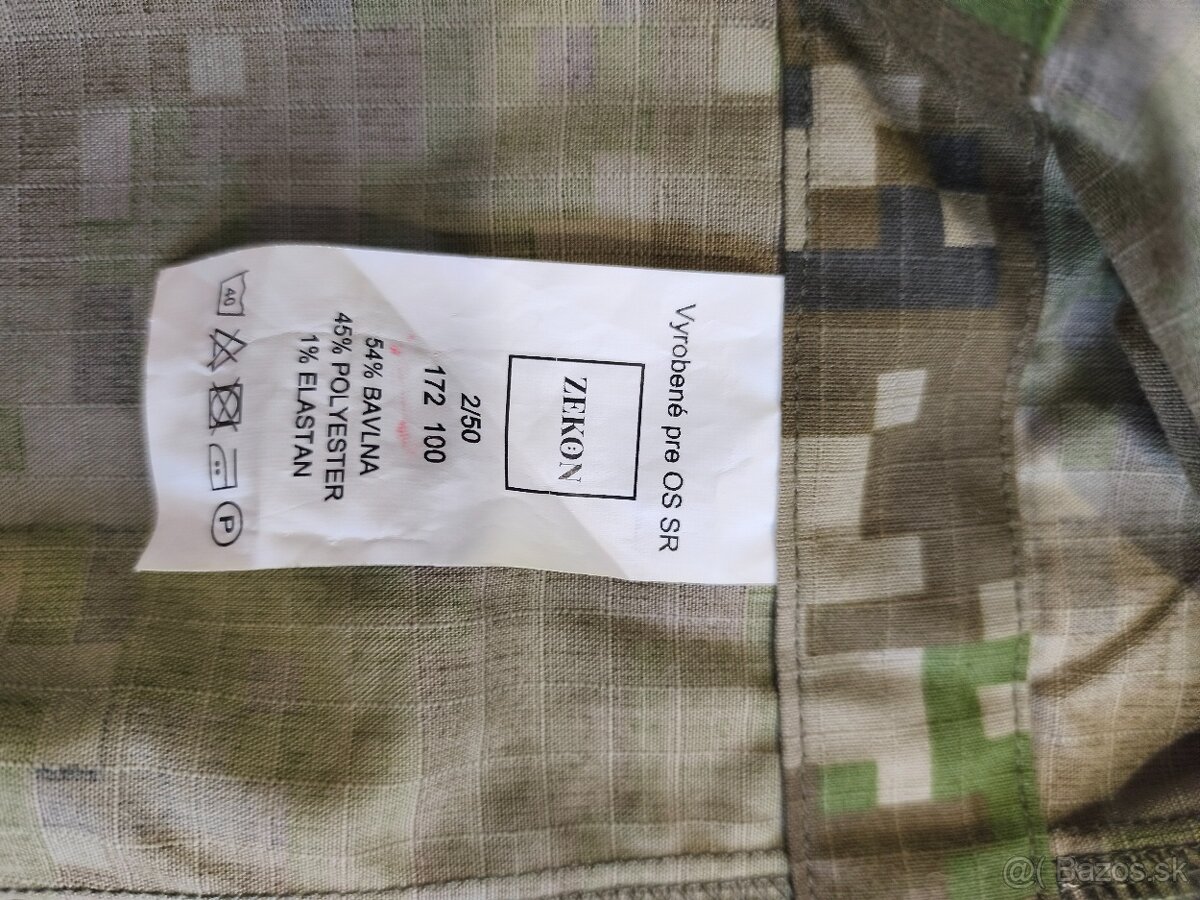 Vyrobené pre OS SR
ZEKON
2/50
172 100
54% BAVLNA
45% POLYESTER
1% ELASTAN
40
P
@( Bazos.sk